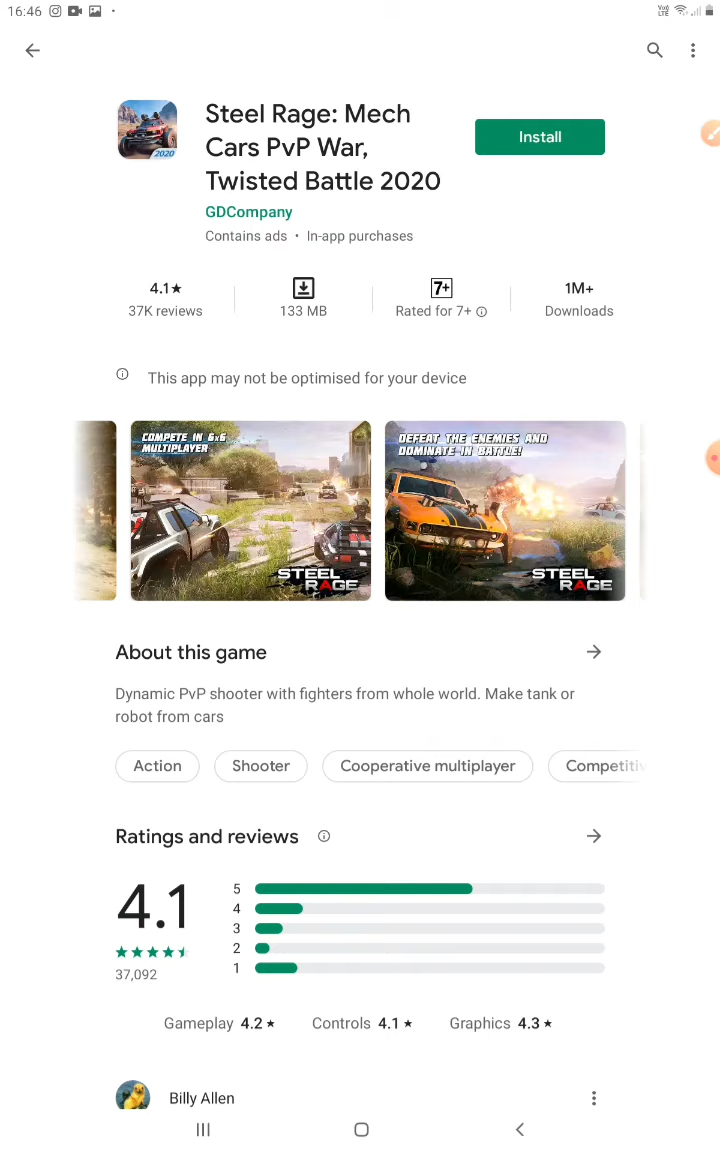 16:46
Vo)) LTE
Steel Rage: Mech
Cars PvP War,
Twisted Battle 2020
2020
Install
GDCompany
Contains ads • In-app purchases
4.1★
37K reviews
133 MB
7+
Rated for 7+
1M+
Downloads
This app may not be optimised for your device
COMPETE IN 6x6
MULTIPLAYER
STEEL
RAGE
DEFEAT THE ENEMIES AND
DOMINATE IN BATTLE!
STEEL
RAGE
About this game
Dynamic PvP shooter with fighters from whole world. Make tank or
robot from cars
Action Shooter Cooperative multiplayer Competitiv
Ratings and reviews
4.1
37,092
5
4
3
2
1
Gameplay 4.2★ Controls 4.1★ Graphics 4.3★
Billy Allen